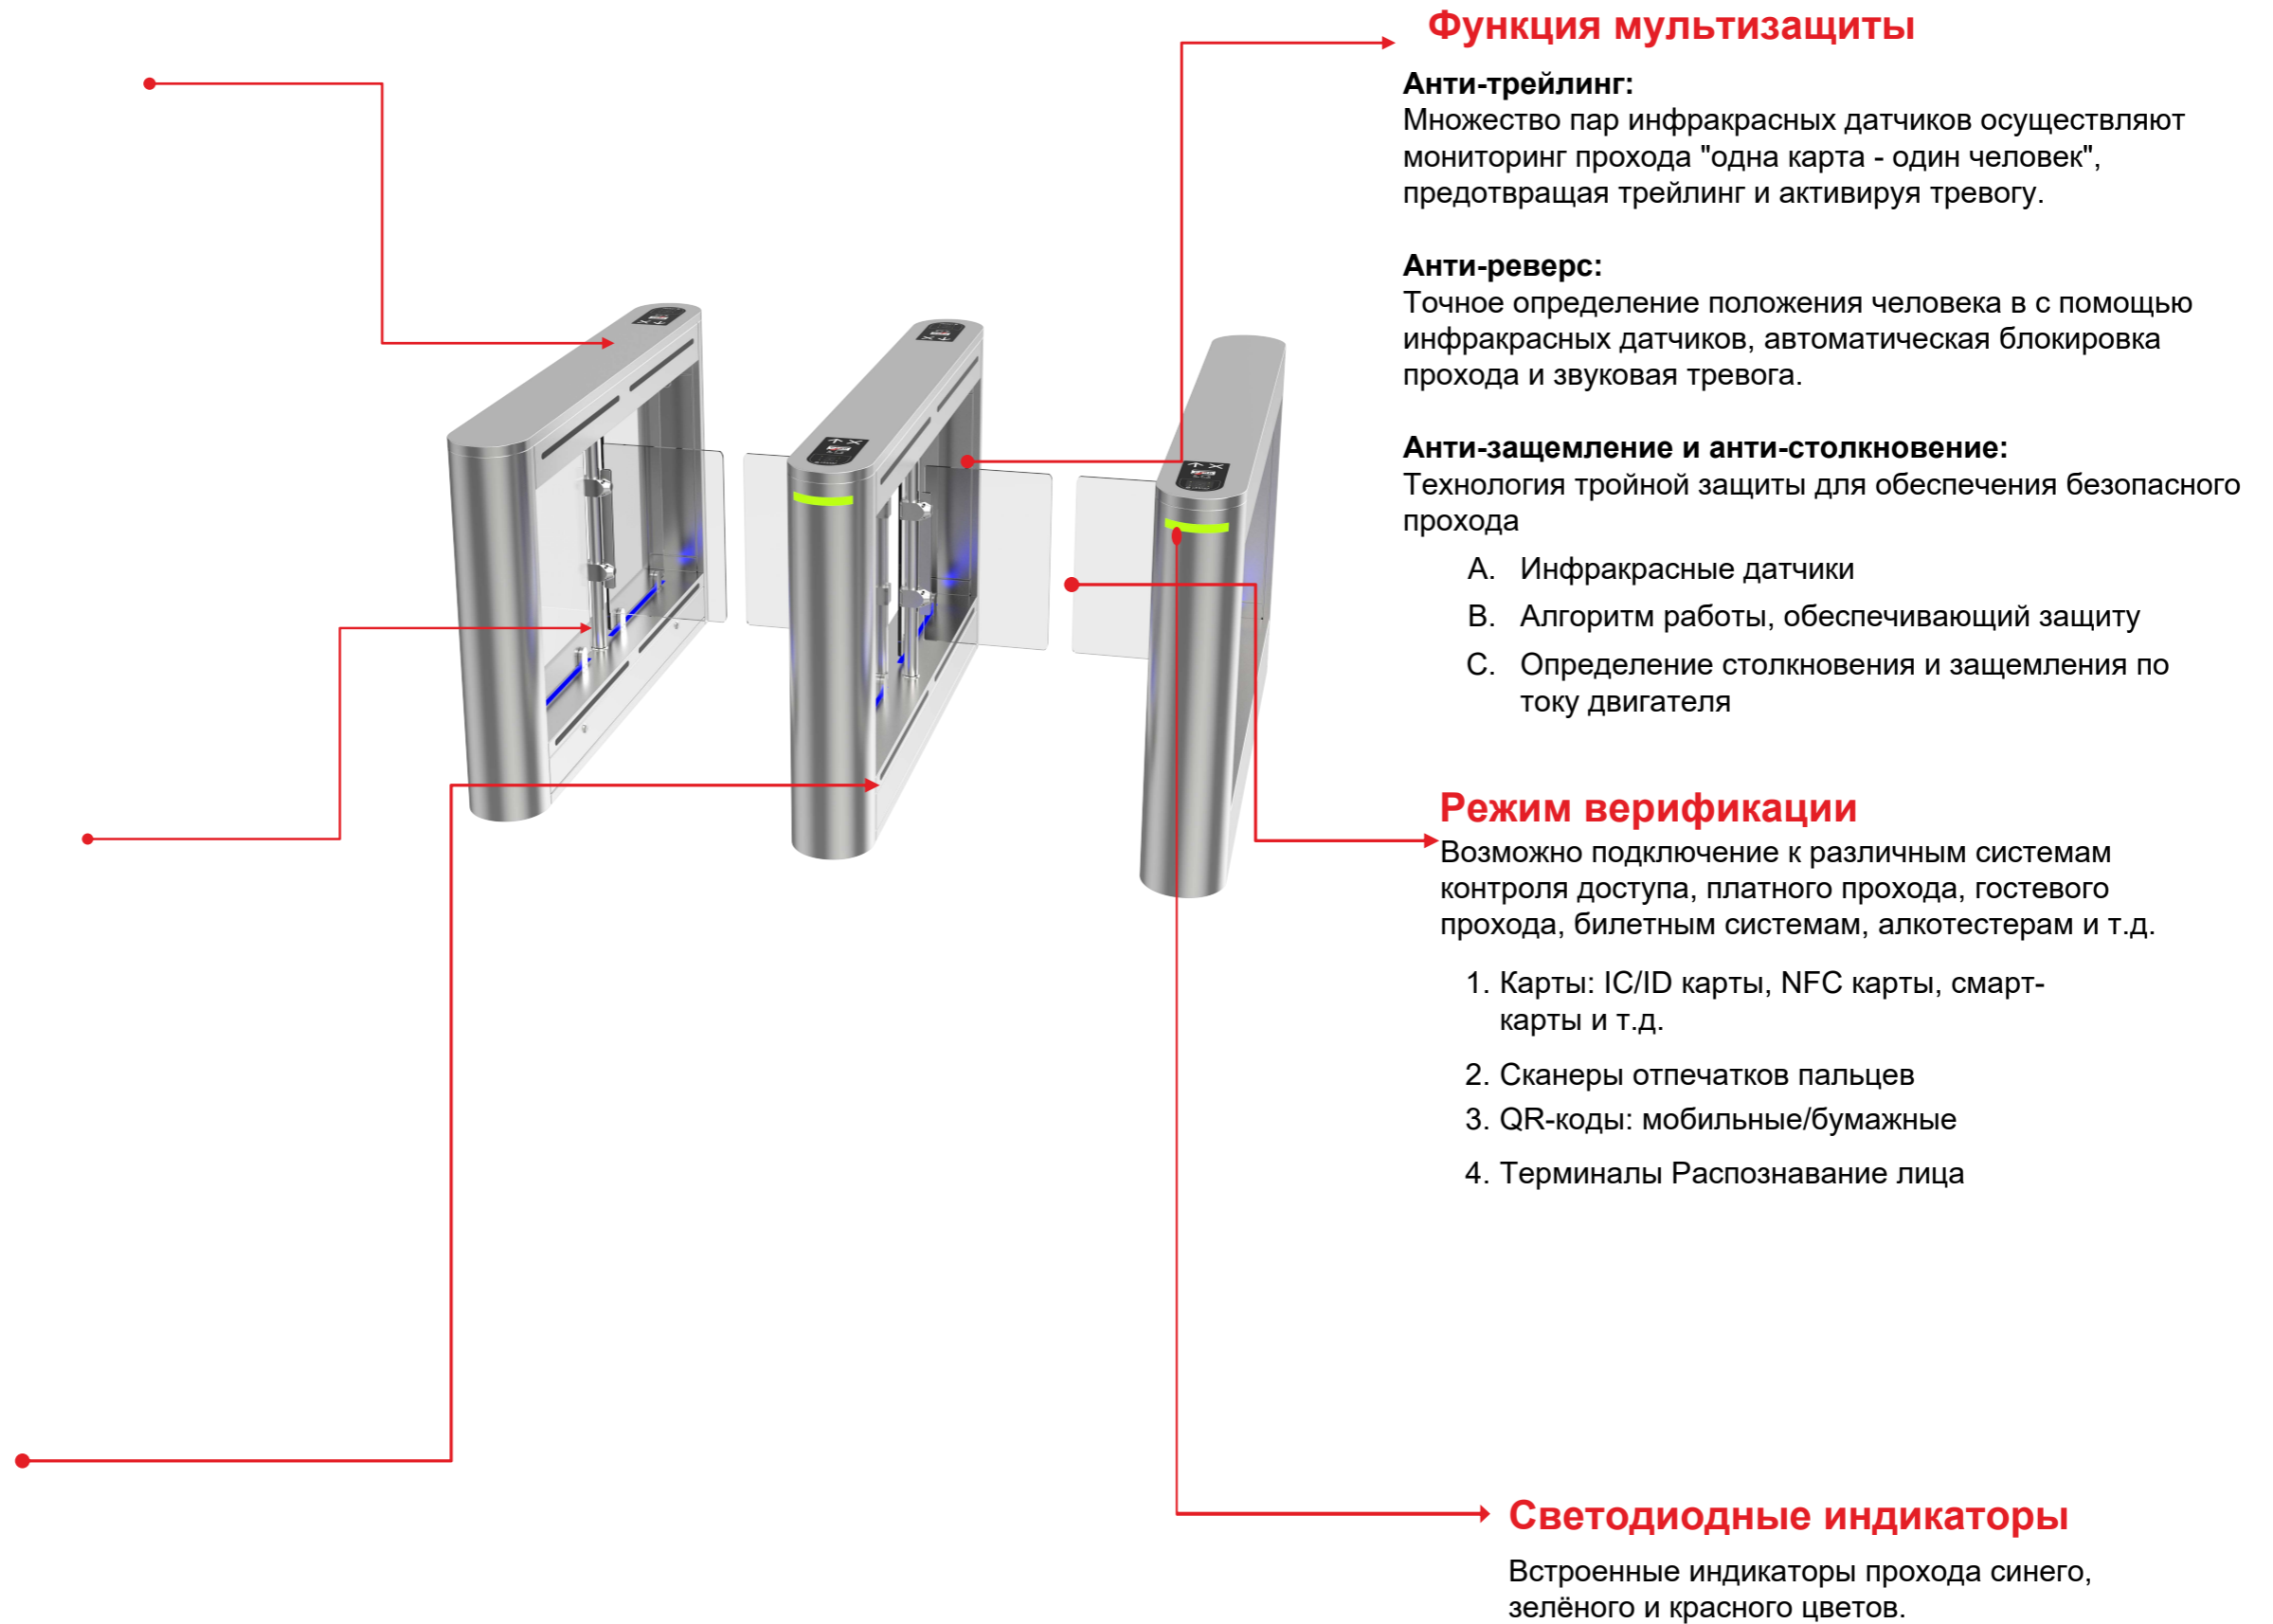 Функция мультизащиты
Анти-трейлинг:
Множество пар инфракрасных датчиков осуществляют
мониторинг прохода "одна карта - один человек",
предотвращая трейлинг и активируя тревогу.
Анти-реверс:
Точное определение положения человека в с помощью
инфракрасных датчиков, автоматическая блокировка
прохода и звуковая тревога.
Анти-защемление и анти-столкновение:
Технология тройной защиты для обеспечения безопасного
прохода
A. Инфракрасные датчики
B. Алгоритм работы, обеспечивающий защиту
C. Определение столкновения и защемления по
току двигателя
Режим верификации
Возможно подключение к различным системам
контроля доступа, платного прохода, гостевого
прохода, билетным системам, алкотестерам и т.д.
1. Карты: IC/ID карты, NFC карты, смарт-
карты и т.д.
2. Сканеры отпечатков пальцев
3. QR-коды: мобильные/бумажные
4. Терминалы Распознавание лица
Светодиодные индикаторы
Встроенные индикаторы прохода синего,
зелёного и красного цветов.